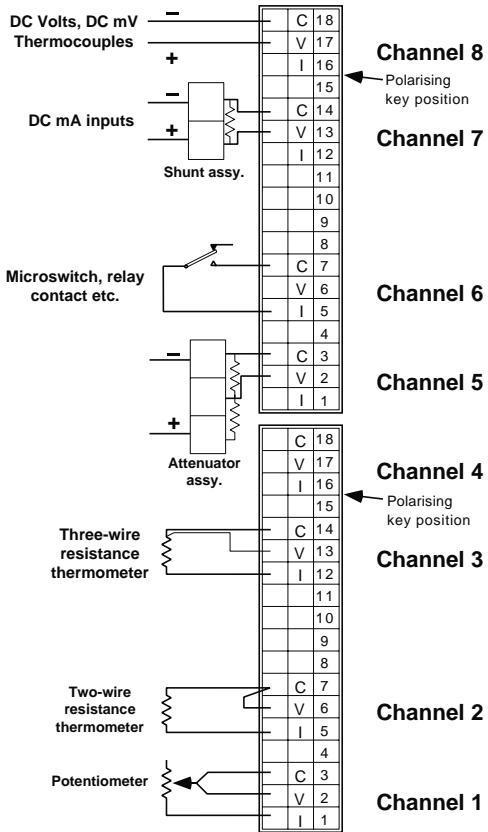 DC Volts, DC mV
Thermocouples
–
+
C 18
V 17
I 16
15
C 14
V 13
I 12
11
10
9
8
C 7
V 6
I 5
4
C 3
V 2
I 1
Channel 8
Polarising
key position
DC mA inputs
–
+
Shunt assy.
Channel 7
Microswitch, relay
contact etc.
Channel 6
–
+
Attenuator
assy.
Channel 5
C 18
V 17
I 16
15
C 14
V 13
I 12
11
10
9
8
C 7
V 6
I 5
4
C 3
V 2
I 1
Channel 4
Polarising
key position
Three-wire
resistance
thermometer
Channel 3
Two-wire
resistance
thermometer
Channel 2
Potentiometer
Channel 1